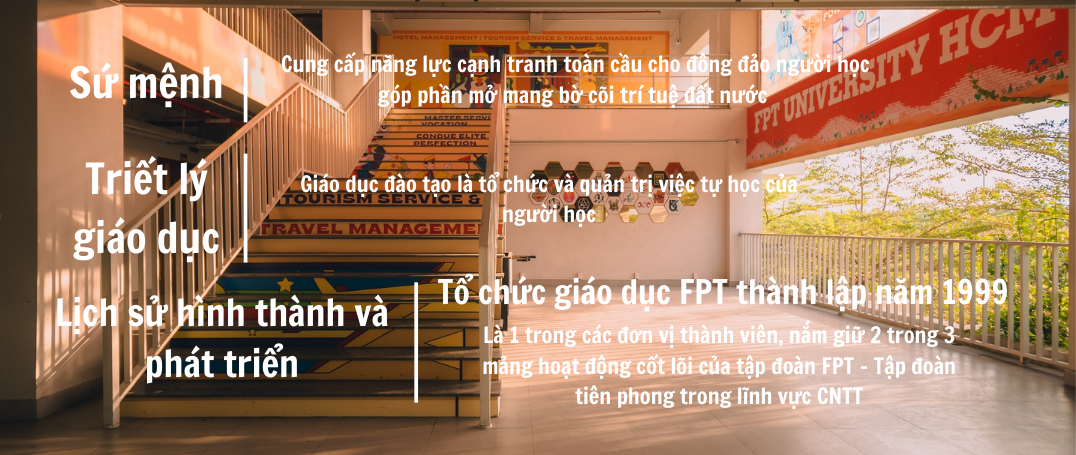 HOTEL MANAGEMENT | TOURISM SERVICE & TRAVEL MANAGEMENT
FPT UNIVERSITY HCM
Sứ mệnh
Cung cấp năng lực cạnh tranh toàn cầu cho đông đảo người học
góp phần mở mang bờ cõi trí tuệ đất nước
MASTER SERVI
VOCATION
CONQUE ELITE
PERFECTION
Triết lý
giáo dục
Giáo dục đào tạo là tổ chức và quản trị việc tự học của
người học
TOURISM SERVICE &
TRAVEL MANAGEMEN
Lịch sử hình thành và
phát triển
Tổ chức giáo dục FPT thành lập năm 1999
Là 1 trong các đơn vị thành viên, nắm giữ 2 trong 3
mảng hoạt động cốt lõi của tập đoàn FPT - Tập đoàn
tiên phong trong lĩnh vực CNTT